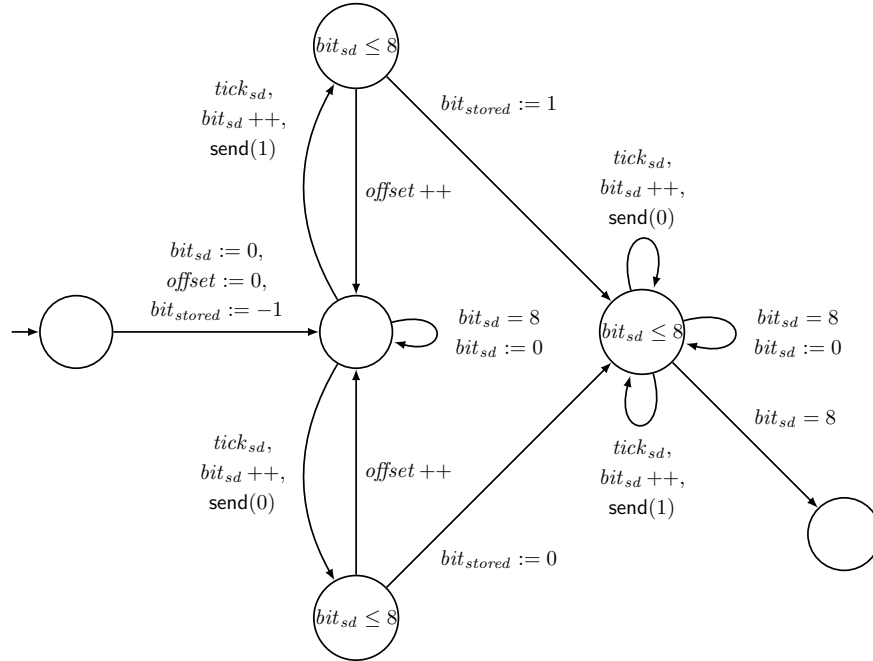 bit_sd ≤ 8
tick_sd,
bit_sd ++,
send(1)
bit_stored := 1
offset ++
tick_sd,
bit_sd ++,
send(0)
bit_sd := 0,
offset := 0,
bit_stored := −1
bit_sd = 8
bit_sd := 0
bit_sd ≤ 8
bit_sd = 8
bit_sd := 0
tick_sd,
bit_sd ++,
send(0)
offset ++
tick_sd,
bit_sd ++,
send(1)
bit_sd = 8
bit_stored := 0
bit_sd ≤ 8